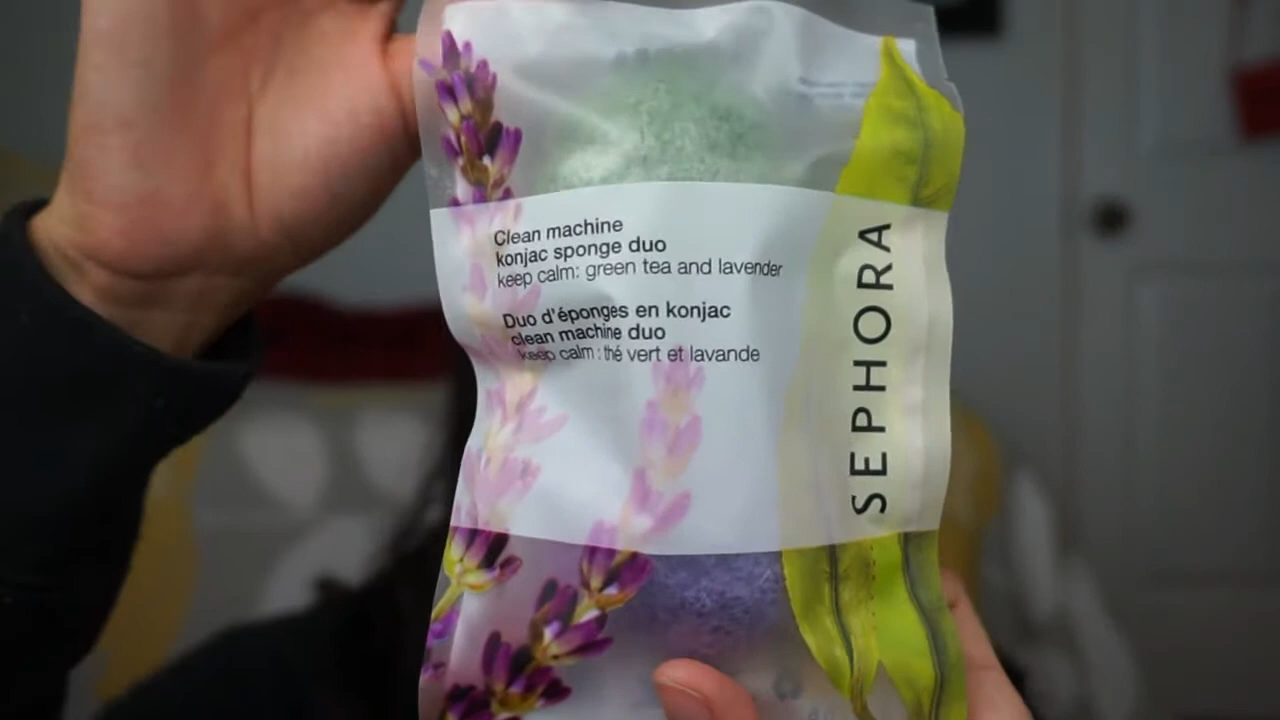 Clean machine
konjac sponge duo
keep calm: green tea and lavender
Duo d'éponges en konjac
clean machine duo
keep calm : thé vert et lavande
SEPHORA